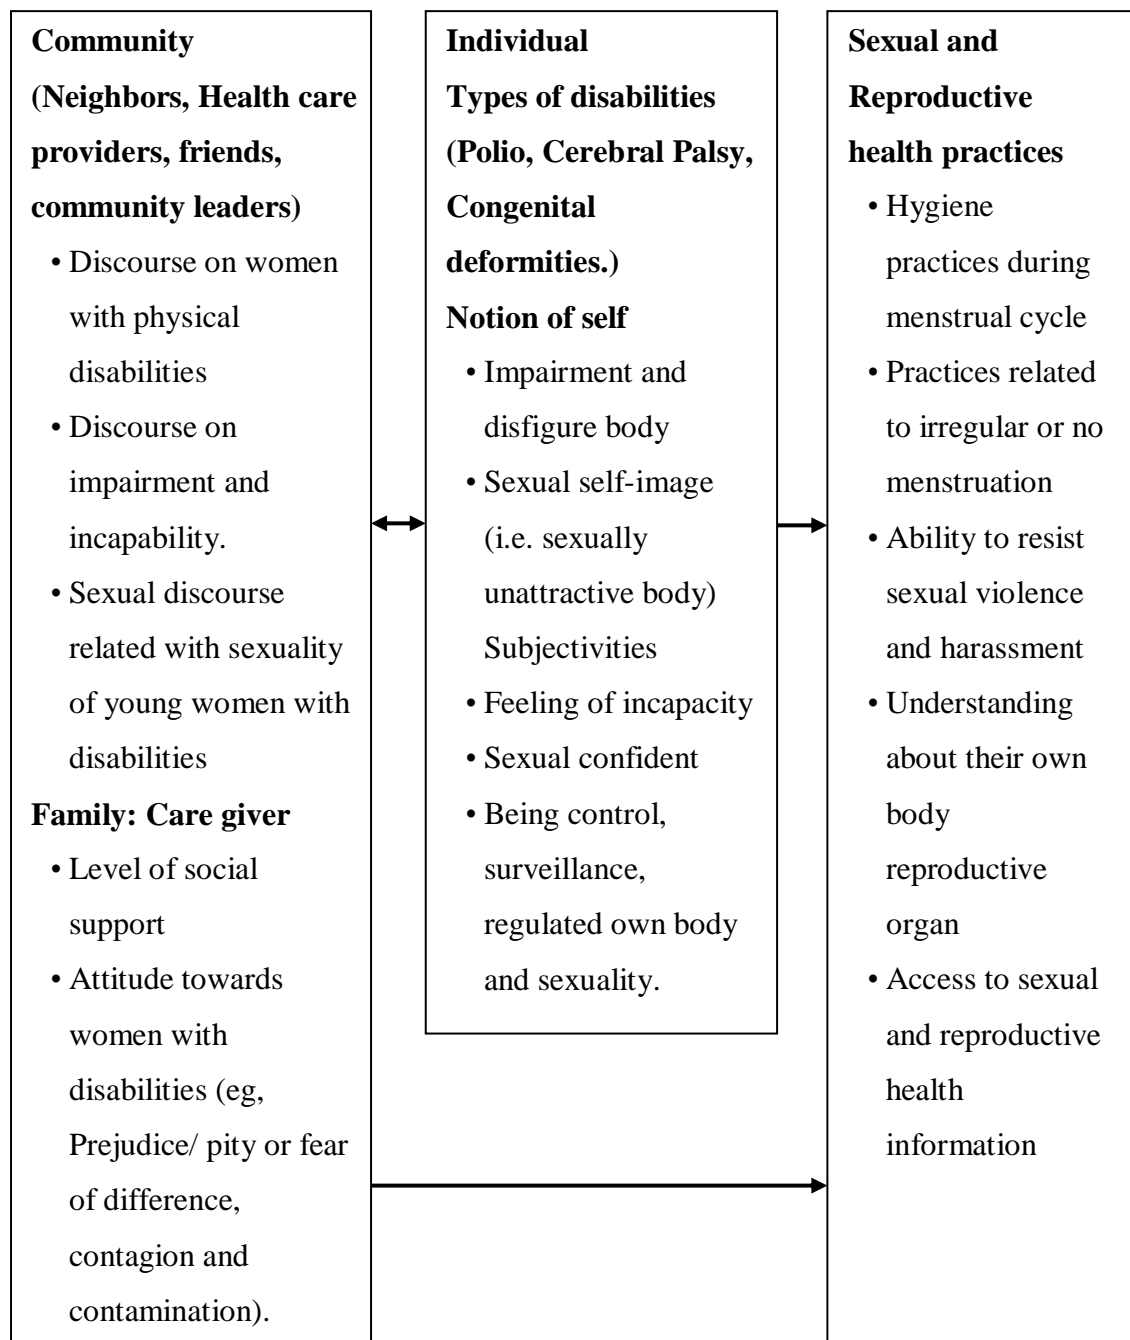 Community
(Neighbors, Health care
providers, friends,
community leaders)
• Discourse on women
with physical
disabilities
• Discourse on
impairment and
incapability.
• Sexual discourse
related with sexuality
of young women with
disabilities
Family: Care giver
• Level of social
support
• Attitude towards
women with
disabilities (eg,
Prejudice/ pity or fear
of difference,
contagion and
contamination).
Individual
Types of disabilities
(Polio, Cerebral Palsy,
Congenital
deformities.)
Notion of self
• Impairment and
disfigure body
• Sexual self-image
(i.e. sexually
unattractive body)
Subjectivities
• Feeling of incapacity
• Sexual confident
• Being control,
surveillance,
regulated own body
and sexuality.
Sexual and
Reproductive
health practices
• Hygiene
practices during
menstrual cycle
• Practices related
to irregular or no
menstruation
• Ability to resist
sexual violence
and harassment
• Understanding
about their own
body
reproductive
organ
• Access to sexual
and reproductive
health
information